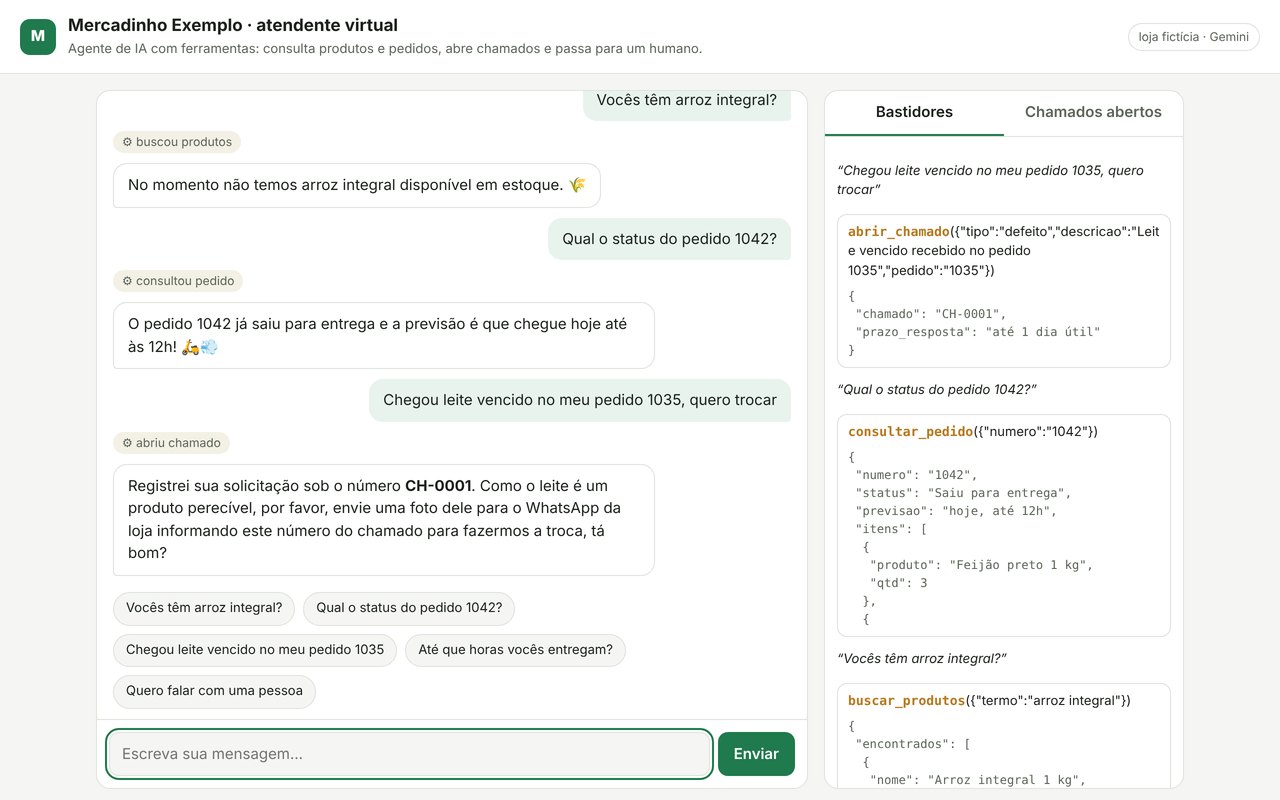 M
Mercadinho Exemplo · atendente virtual
Agente de IA com ferramentas: consulta produtos e pedidos, abre chamados e passa para um humano.
loja fictícia · Gemini
Vocês têm arroz integral?
⚙ buscou produtos
No momento não temos arroz integral disponível em estoque. 🌾
Qual o status do pedido 1042?
⚙ consultou pedido
O pedido 1042 já saiu para entrega e a previsão é que chegue hoje até
às 12h! 🛵💨
Chegou leite vencido no meu pedido 1035, quero trocar
⚙ abriu chamado
Registrei sua solicitação sob o número CH-0001. Como o leite é um
produto perecível, por favor, envie uma foto dele para o WhatsApp da
loja informando este número do chamado para fazermos a troca, tá
bom?
Vocês têm arroz integral?
Qual o status do pedido 1042?
Chegou leite vencido no meu pedido 1035
Até que horas vocês entregam?
Quero falar com uma pessoa
Escreva sua mensagem...
Enviar
Bastidores
Chamados abertos
“Chegou leite vencido no meu pedido 1035, quero
trocar”
abrir_chamado({"tipo":"defeito","descricao":"Leit
e vencido recebido no pedido
1035","pedido":"1035"})
{
"chamado": "CH-0001",
"prazo_resposta": "até 1 dia útil"
}
“Qual o status do pedido 1042?”
consultar_pedido({"numero":"1042"})
{
"numero": "1042",
"status": "Saiu para entrega",
"previsao": "hoje, até 12h",
"itens": [
{
"produto": "Feijão preto 1 kg",
"qtd": 3
},
{
“Vocês têm arroz integral?”
buscar_produtos({"termo":"arroz integral"})
{
"encontrados": [
{
"nome": "Arroz integral 1 kg",